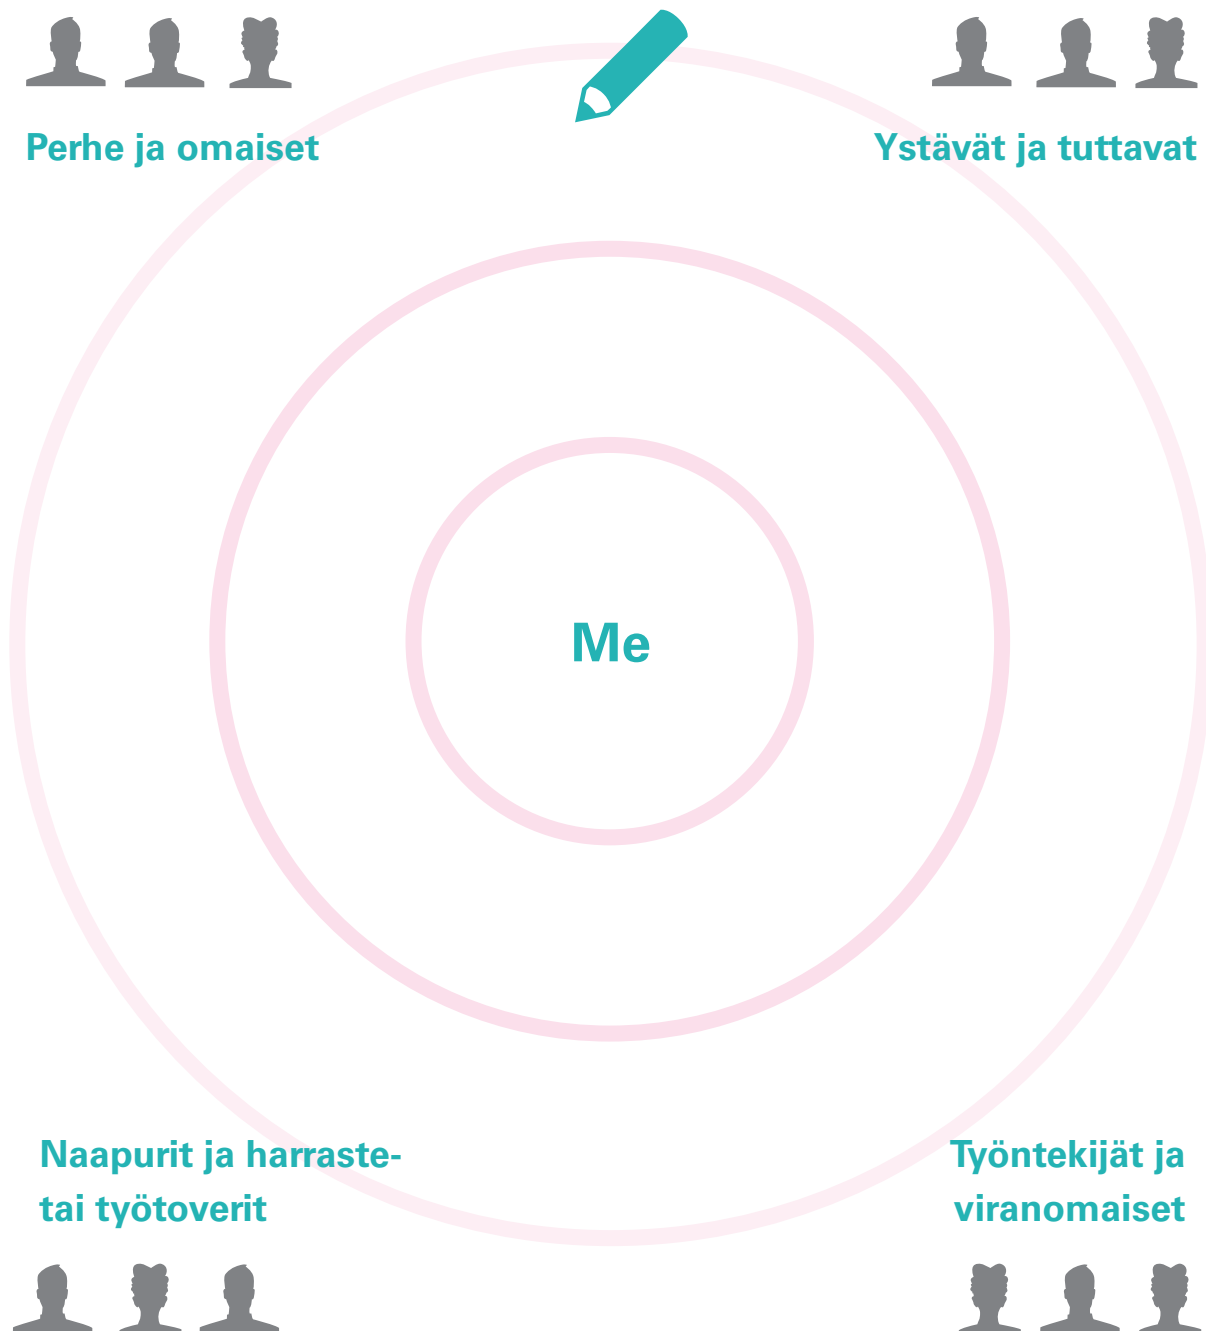 Perhe ja omaiset
Ystävät ja tuttavat
Me
Naapurit ja harraste-
tai työtoverit
Työntekijät ja
viranomaiset